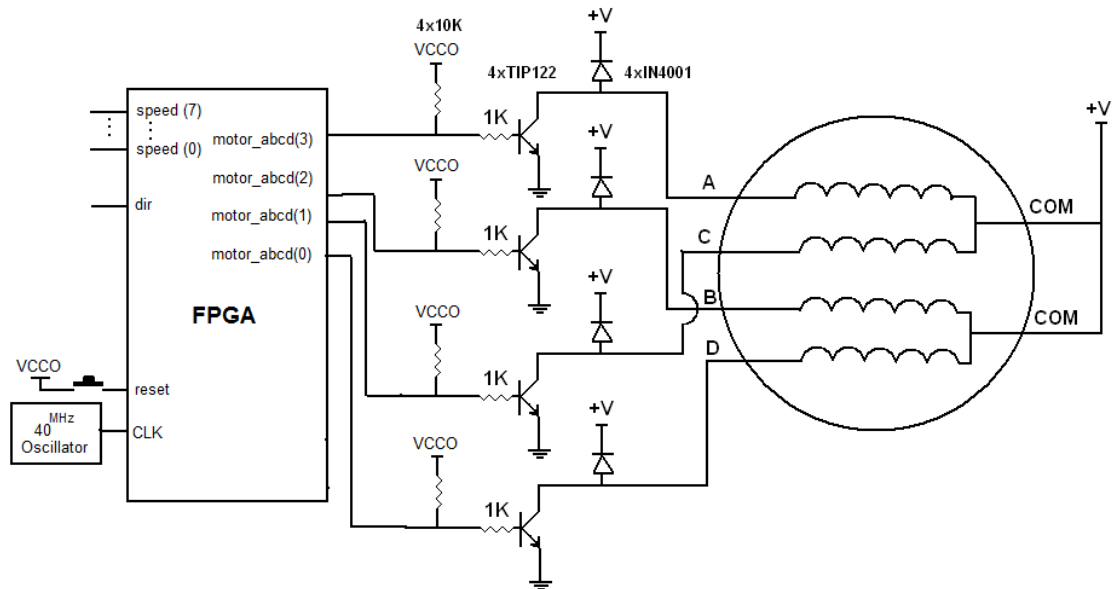 4x10K
VCCO
+V
4xTIP122
4xIN4001
1K
speed (7)
speed (0)
dir
motor_abcd(3)
motor_abcd(2)
motor_abcd(1)
motor_abcd(0)
FPGA
VCCO
reset
40 MHz
Oscillator
CLK
VCCO
1K
+V
VCCO
1K
+V
VCCO
1K
+V
A
C
B
D
COM
COM
+V